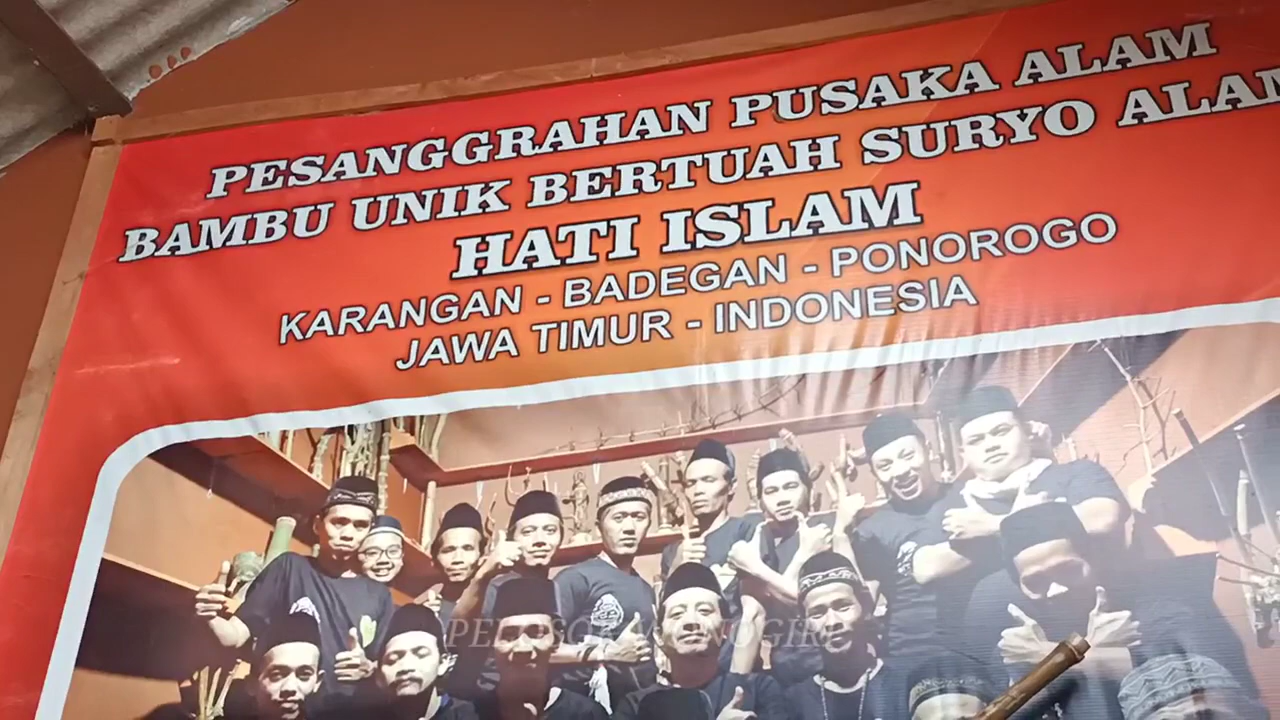 PESANGGRAHAN PUSAKA ALAM
BAMBU UNIK BERTUAH SURYO ALAM
HATI ISLAM
KARANGAN - BADEGAN - PONOROGO
JAWA TIMUR - INDONESIA